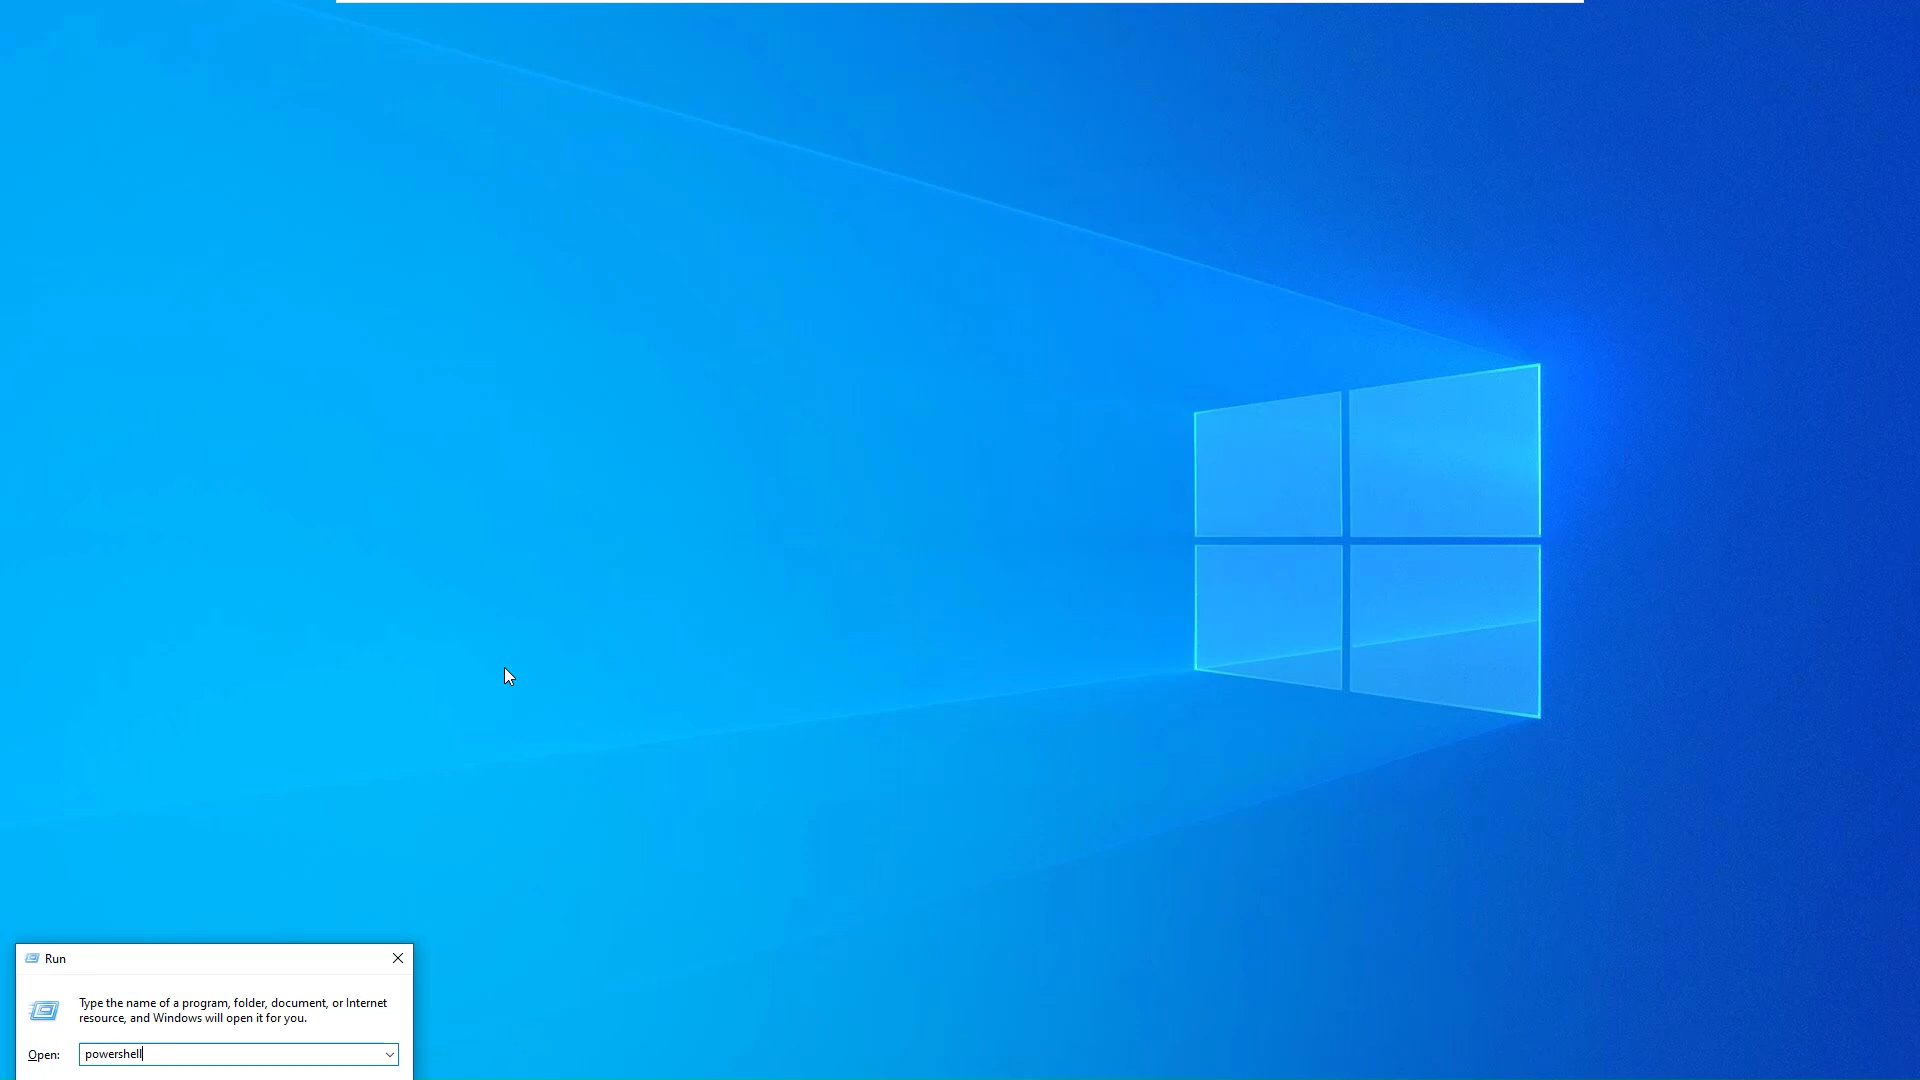 Run
Type the name of a program, folder, document, or Internet
resource, and Windows will open it for you.
Open:
powershell